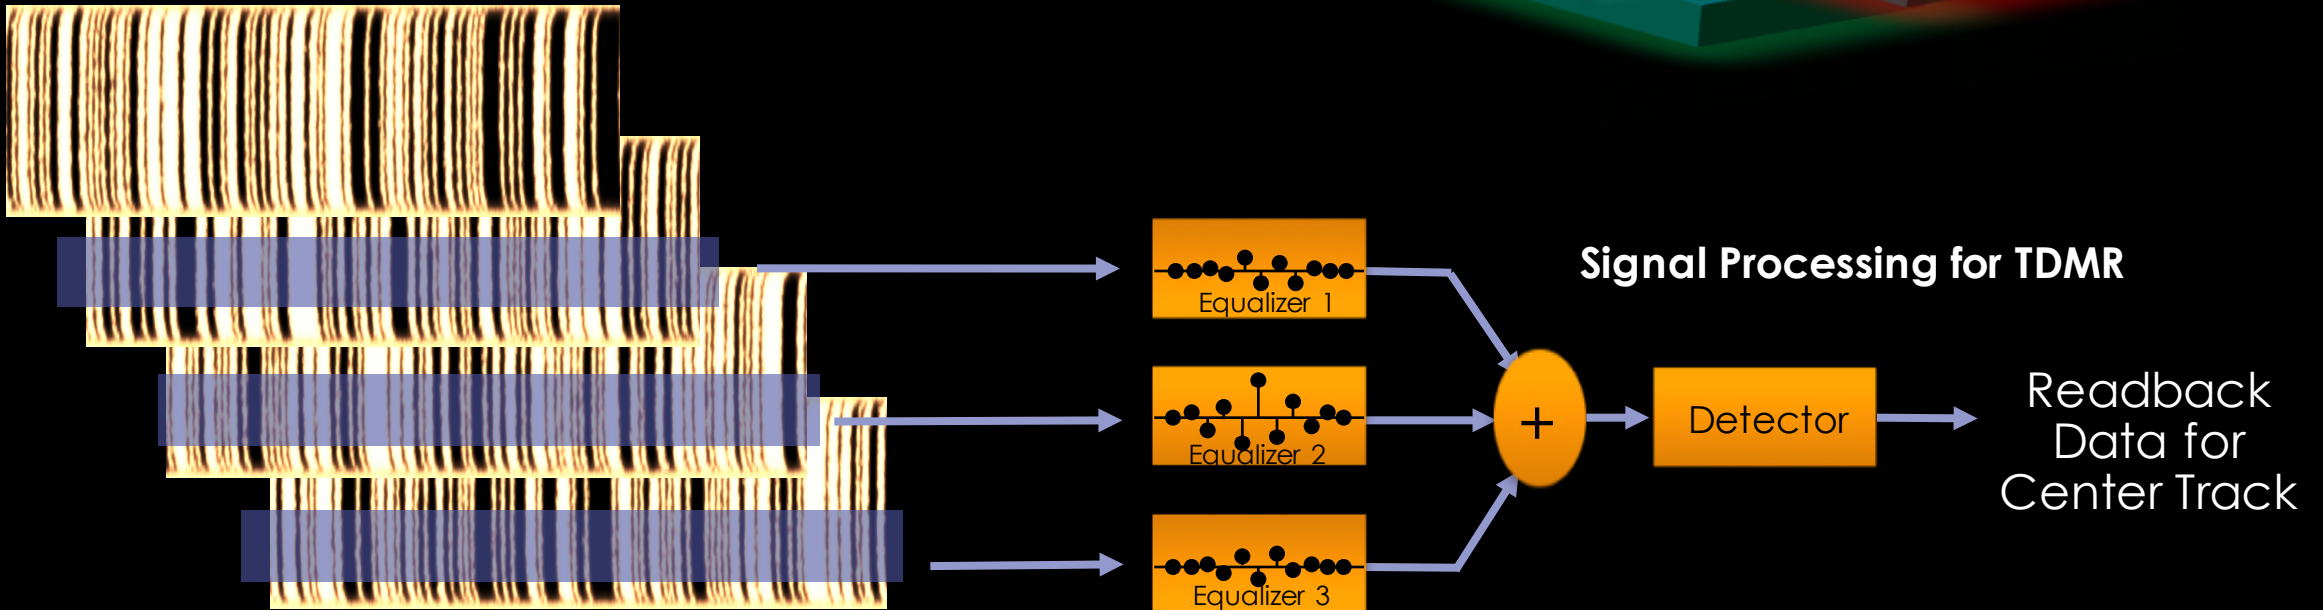 Signal Processing for TDMR
Equalizer 1
Equalizer 2
Equalizer 3
+
Detector
Readback
Data for
Center Track